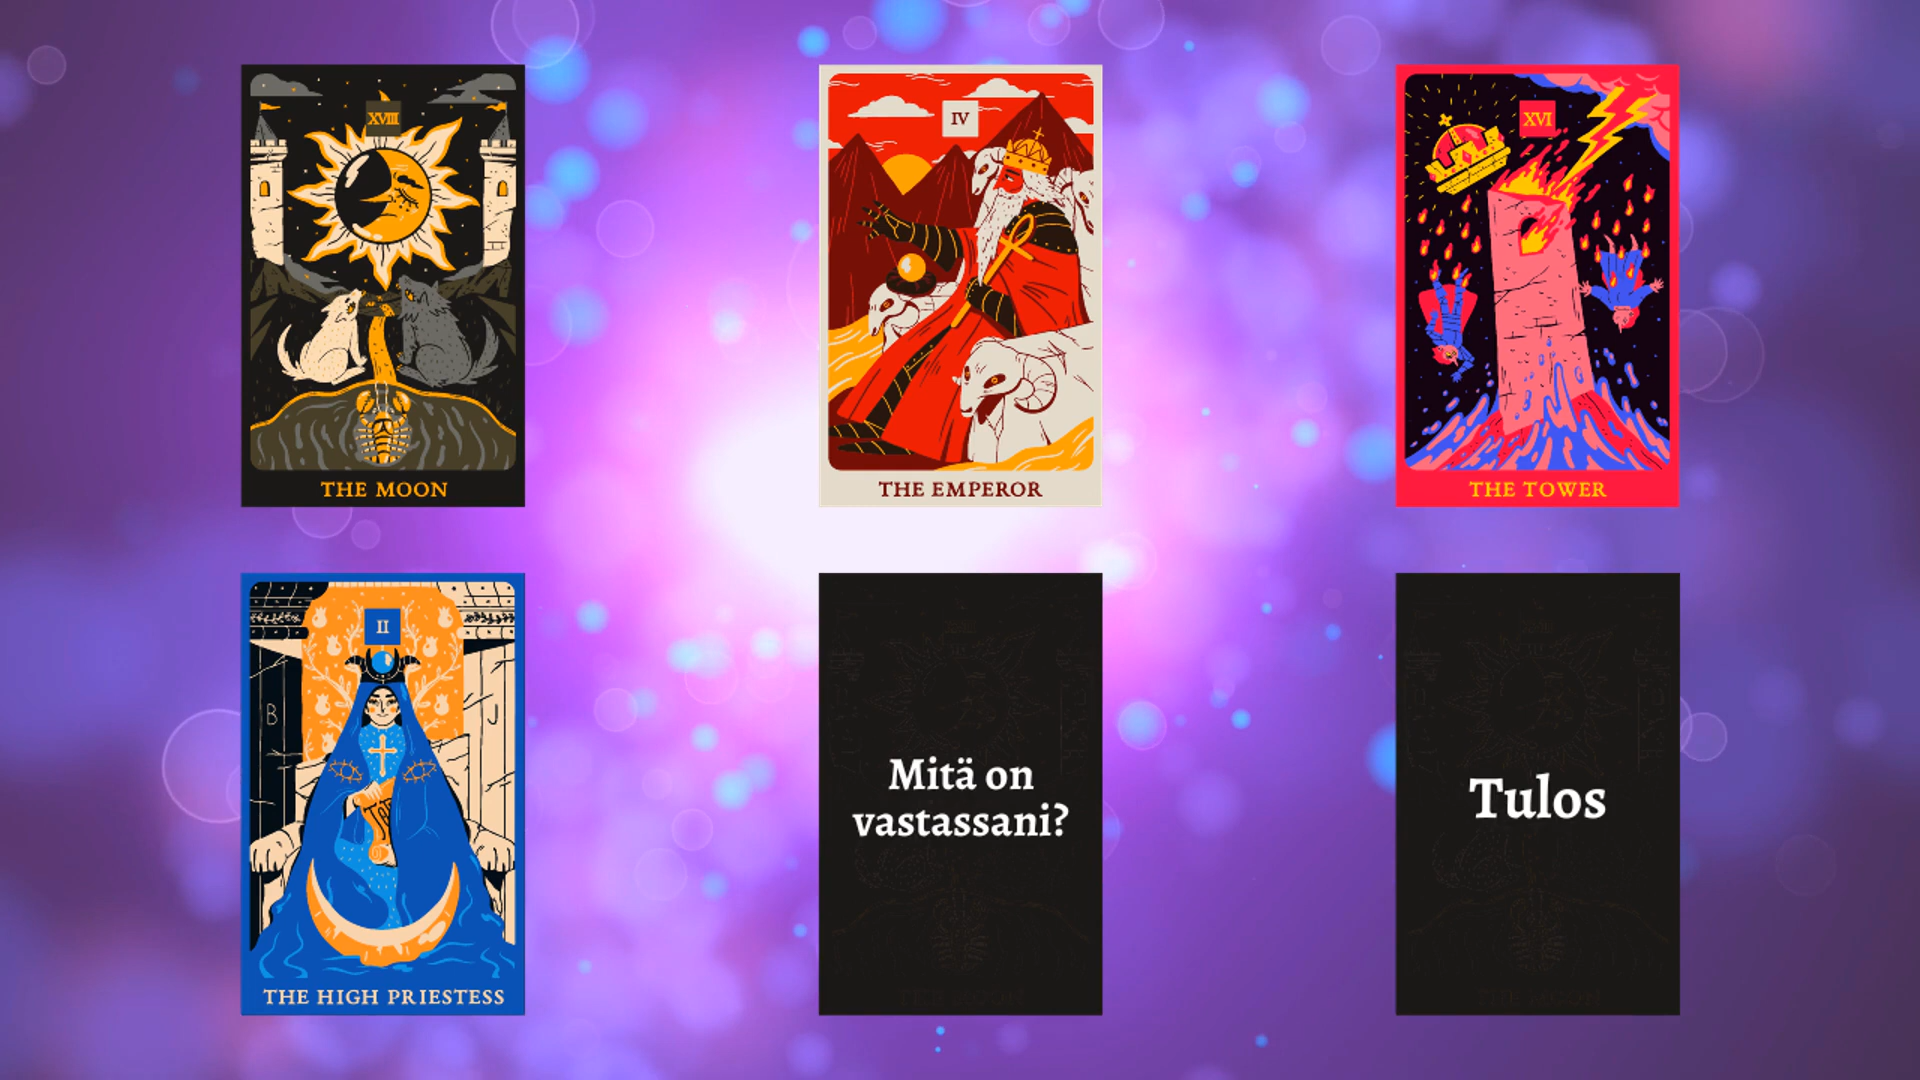 XVIII
THE MOON
IV
THE EMPEROR
XVI
THE TOWER
II
B
J
THE HIGH PRIESTESS
Mitä on
vastassani?
Tulos